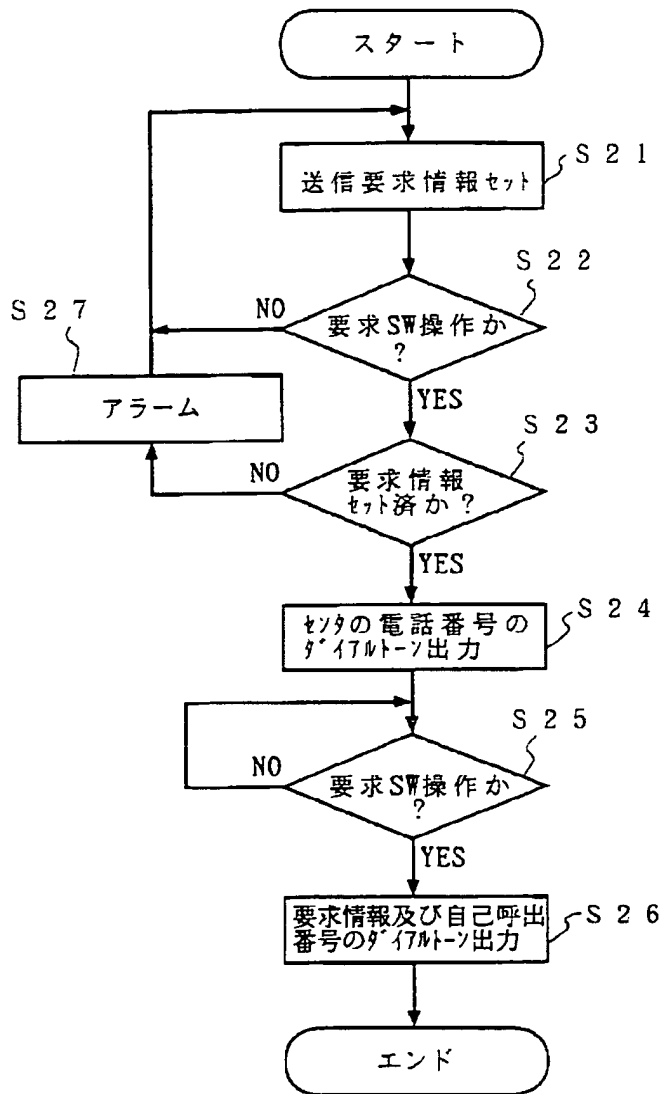 スタート
送信要求情報セット
S21
要求SW操作か
?
S22
NO
YES
S27
アラーム
要求情報
セット済か?
S23
NO
YES
センタの電話番号の
ダイアルトーン出力
S24
要求SW操作か
?
S25
NO
YES
要求情報及び自己呼出
番号のダイアルトーン出力
S26
エンド